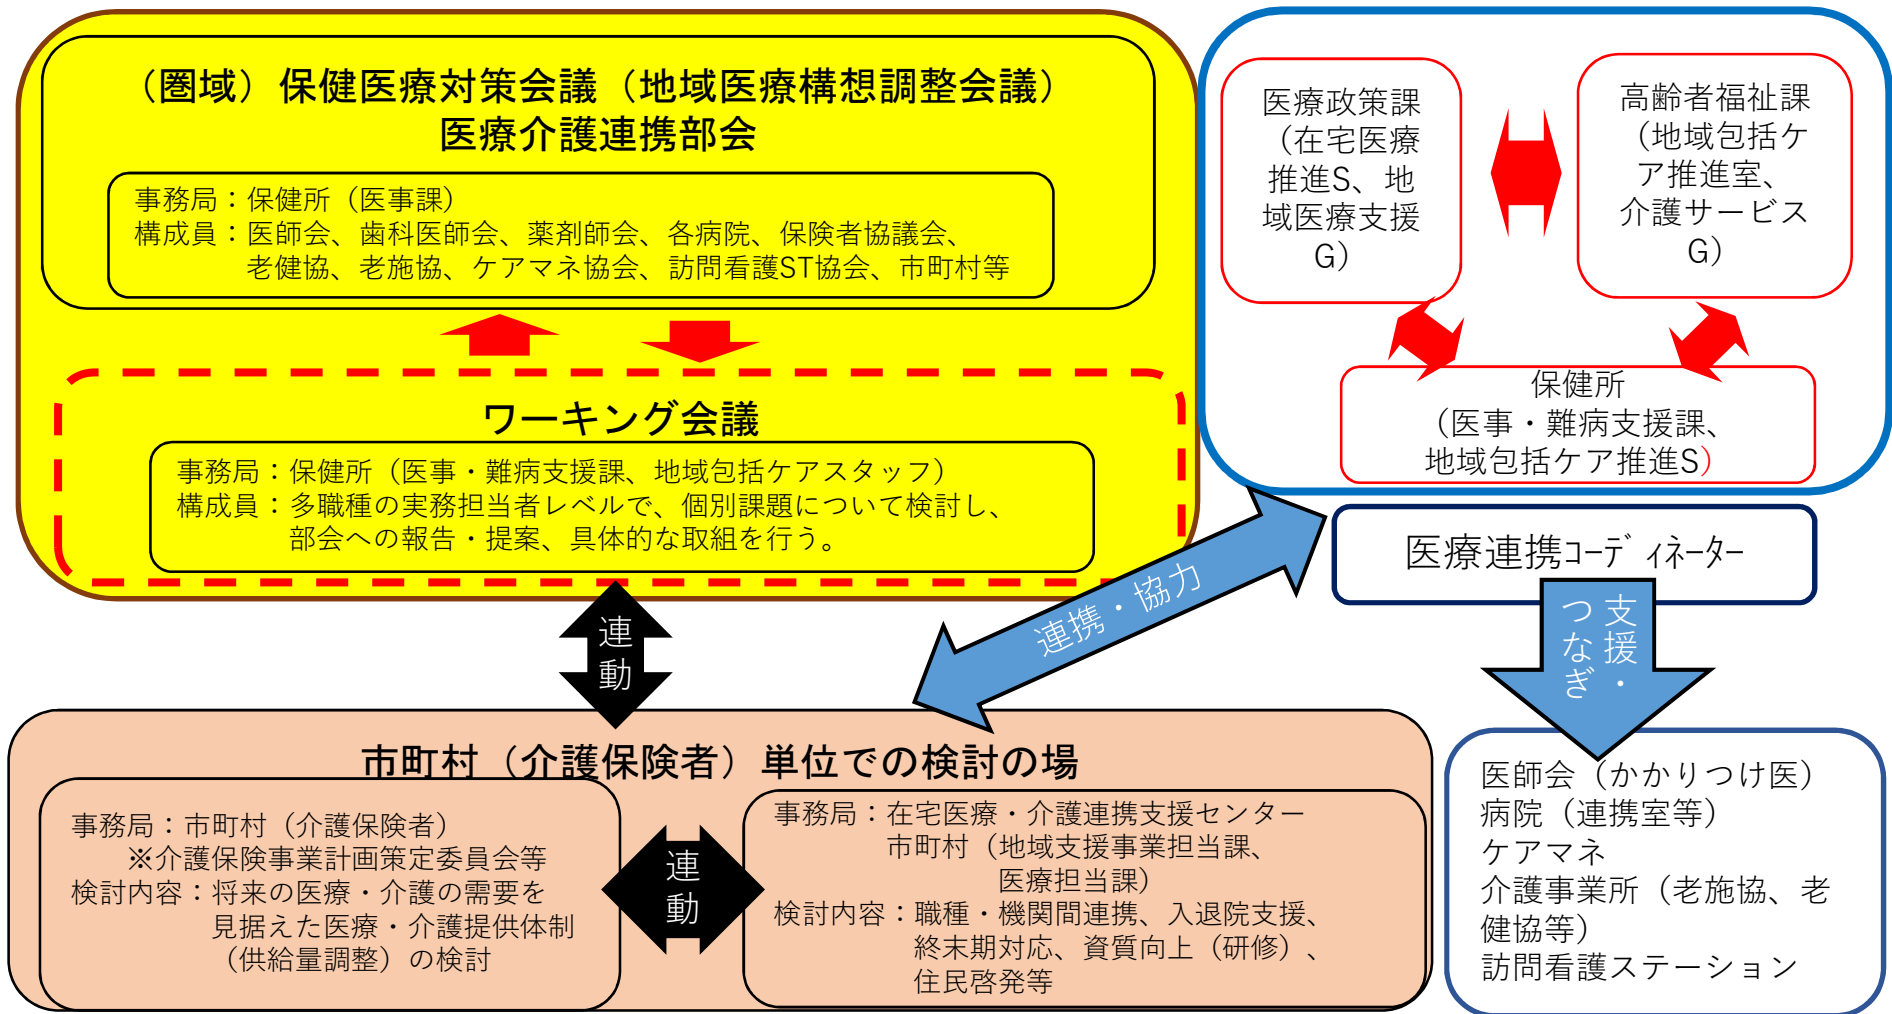 (圏域)保健医療対策会議(地域医療構想調整会議)
医療介護連携部会
事務局：保健所(医事課)
構成員：医師会、歯科医師会、薬剤師会、各病院、保険者協議会、
老健協、老施協、ケアマネ協会、訪問看護ST協会、市町村等
ワーキング会議
事務局：保健所(医事・難病支援課、地域包括ケアスタッフ)
構成員：多職種の実務担当者レベルで、個別課題について検討し、
部会への報告・提案、具体的な取組を行う。
医療政策課
(在宅医療
推進S、地
域医療支援
G)
高齢者福祉課
(地域包括ケ
ア推進室、
介護サービス
G)
保健所
(医事・難病支援課、
地域包括ケア推進S)
医療連携ｺｰﾃﾞｨﾈｰﾀｰ
連動
連携・協力
支援・
つなぎ
市町村(介護保険者)単位での検討の場
事務局：市町村(介護保険者)
※介護保険事業計画策定委員会等
検討内容：将来の医療・介護の需要を
見据えた医療・介護提供体制
(供給量調整)の検討
連動
事務局：在宅医療・介護連携支援センター
市町村(地域支援事業担当課、
医療担当課)
検討内容：職種・機関間連携、入退院支援、
終末期対応、資質向上(研修)、
住民啓発等
医師会(かかりつけ医)
病院(連携室等)
ケアマネ
介護事業所(老施協、老
健協等)
訪問看護ステーション